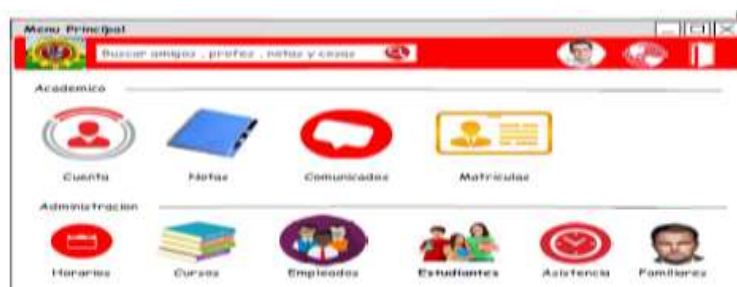 Menu Principal
Buscar amigos , profes , notas y cosas
Academico
Cuenta Notas Comunicados Matriculas
Administracion
Horarios Cursos Empleados Estudiantes Asistencia Familiares